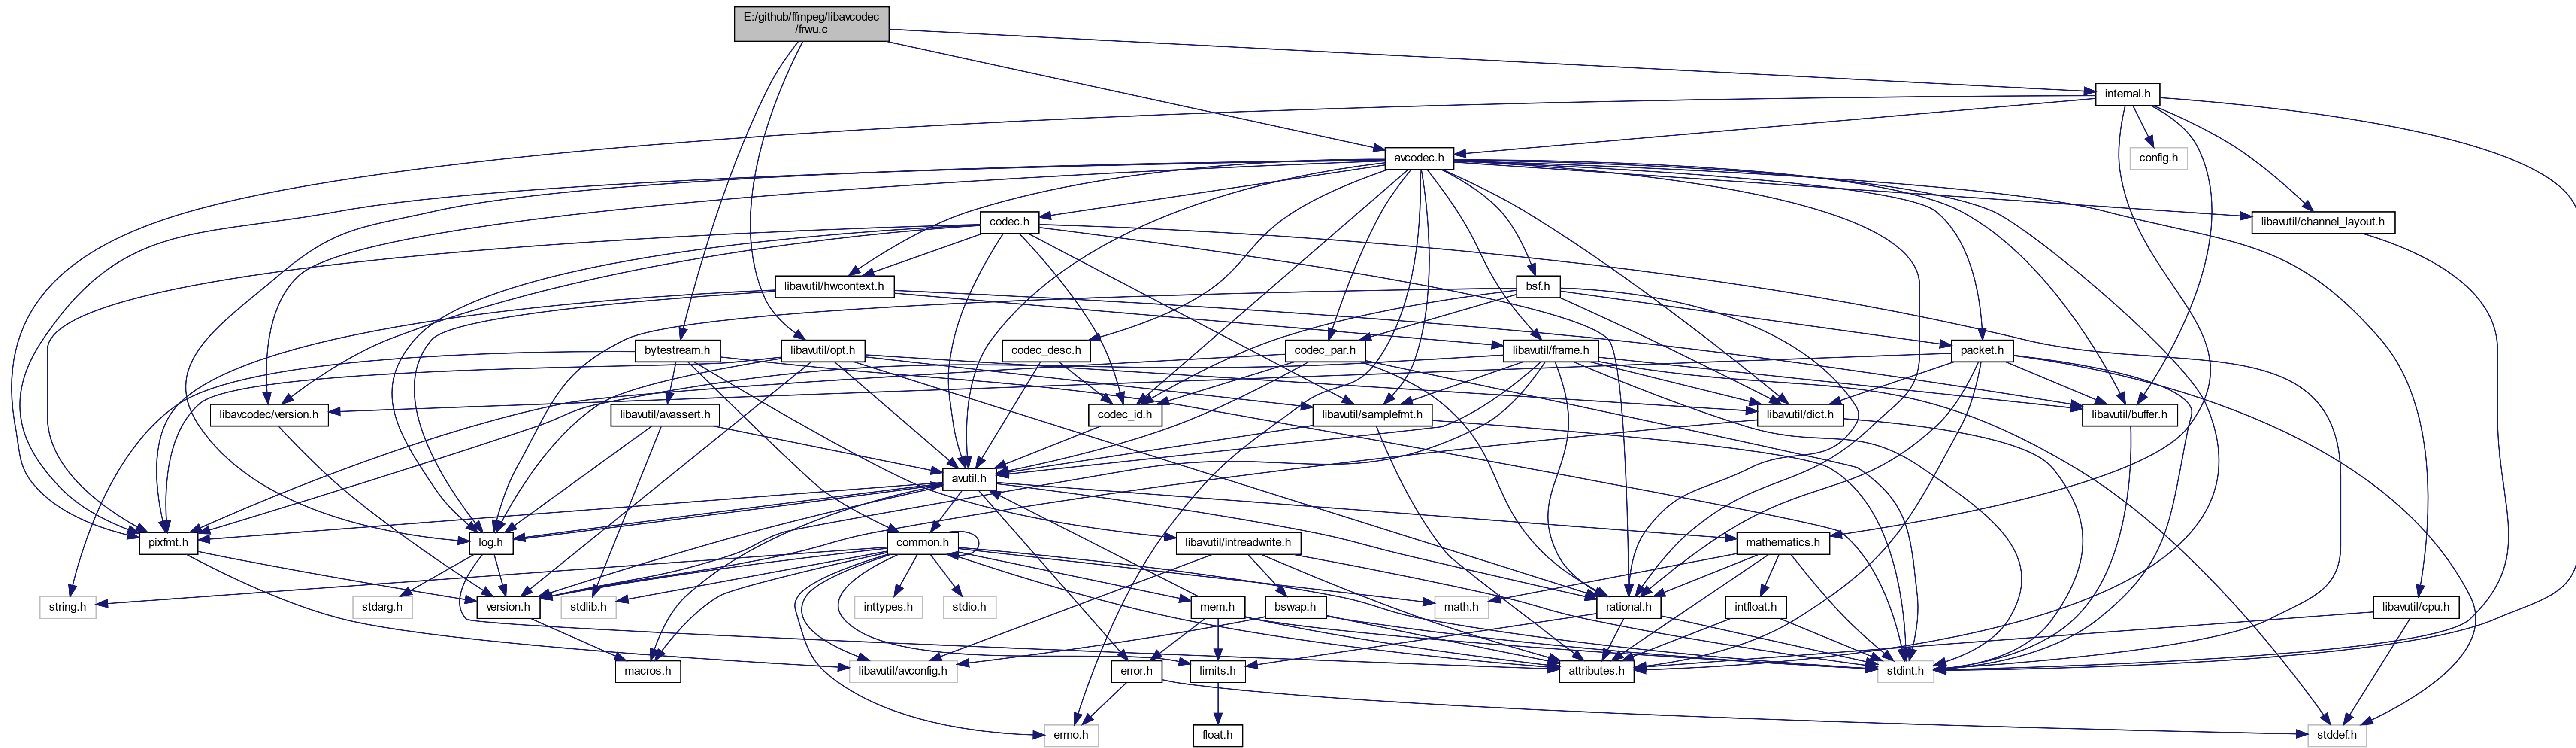 E:/github/ffmpeg/libavcodec
/frwu.c
internal.h
avcodec.h
config.h
codec.h
libavutil/channel_layout.h
libavutil/hwcontext.h
bsf.h
bytestream.h
libavutil/opt.h
codec_desc.h
codec_par.h
libavutil/frame.h
packet.h
libavcodec/version.h
libavutil/avassert.h
codec_id.h
libavutil/samplefmt.h
libavutil/dict.h
libavutil/buffer.h
avutil.h
pixfmt.h
log.h
common.h
libavutil/intreadwrite.h
mathematics.h
string.h
stdarg.h
version.h
stdlib.h
inttypes.h
stdio.h
mem.h
bswap.h
math.h
rational.h
intfloat.h
libavutil/cpu.h
macros.h
libavutil/avconfig.h
error.h
limits.h
attributes.h
stdint.h
errno.h
float.h
stddef.h